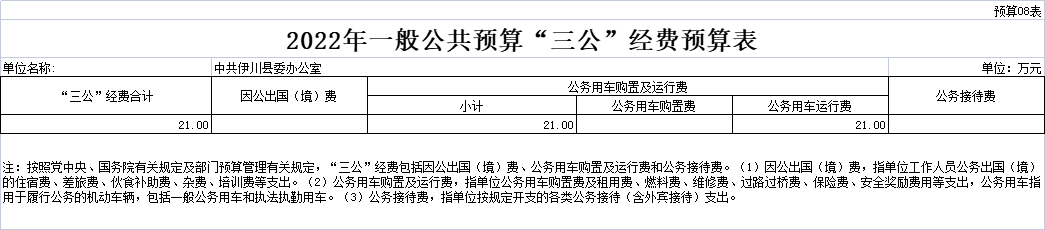 预算08表
2022年一般公共预算“三公”经费预算表
单位名称: 中共伊川县委办公室 单位：万元
“三公”经费合计 因公出国（境）费 公务用车购置及运行费 公务接待费
小计 公务用车购置费 公务用车运行费
21.00 21.00 21.00
注：按照党中央、国务院有关规定及部门预算管理有关规定，“三公”经费包括因公出国（境）费、公务用车购置及运行费和公务接待费。（1）因公出国（境）费，指单位工作人员公务出国（境）
的住宿费、差旅费、伙食补助费、杂费、培训费等支出。（2）公务用车购置及运行费，指单位公务用车购置费及租用费、燃料费、维修费、过路过桥费、保险费、安全奖励费用等支出，公务用车指
用于履行公务的机动车辆，包括一般公务用车和执法执勤用车。（3）公务接待费，指单位按规定开支的各类公务接待（含外宾接待）支出。